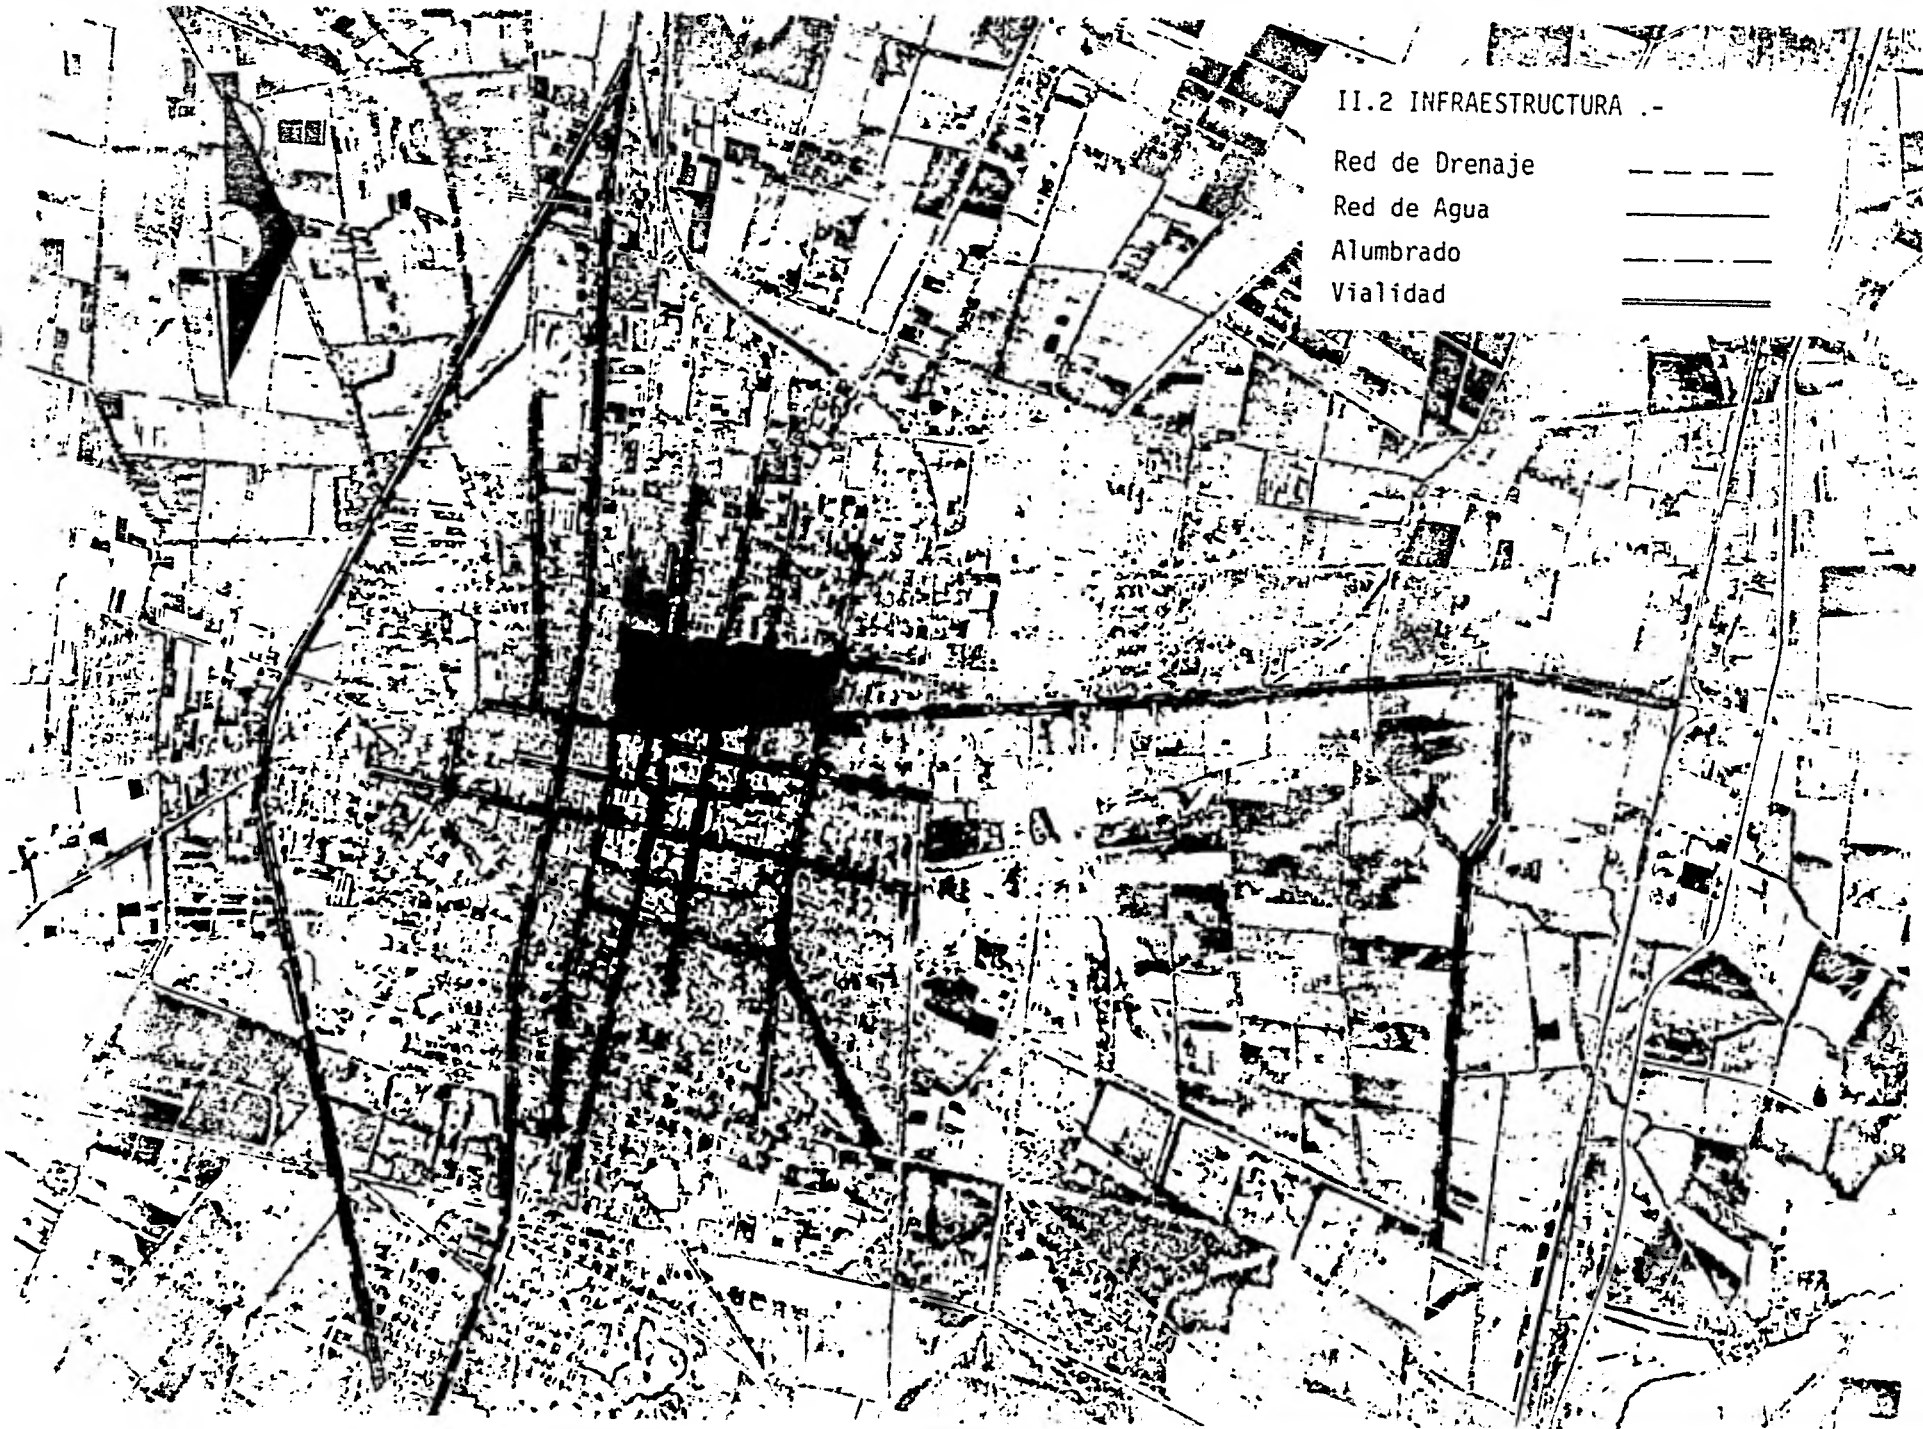 II.2 INFRAESTRUCTURA .-
Red de Drenaje
Red de Agua
Alumbrado
Vialidad